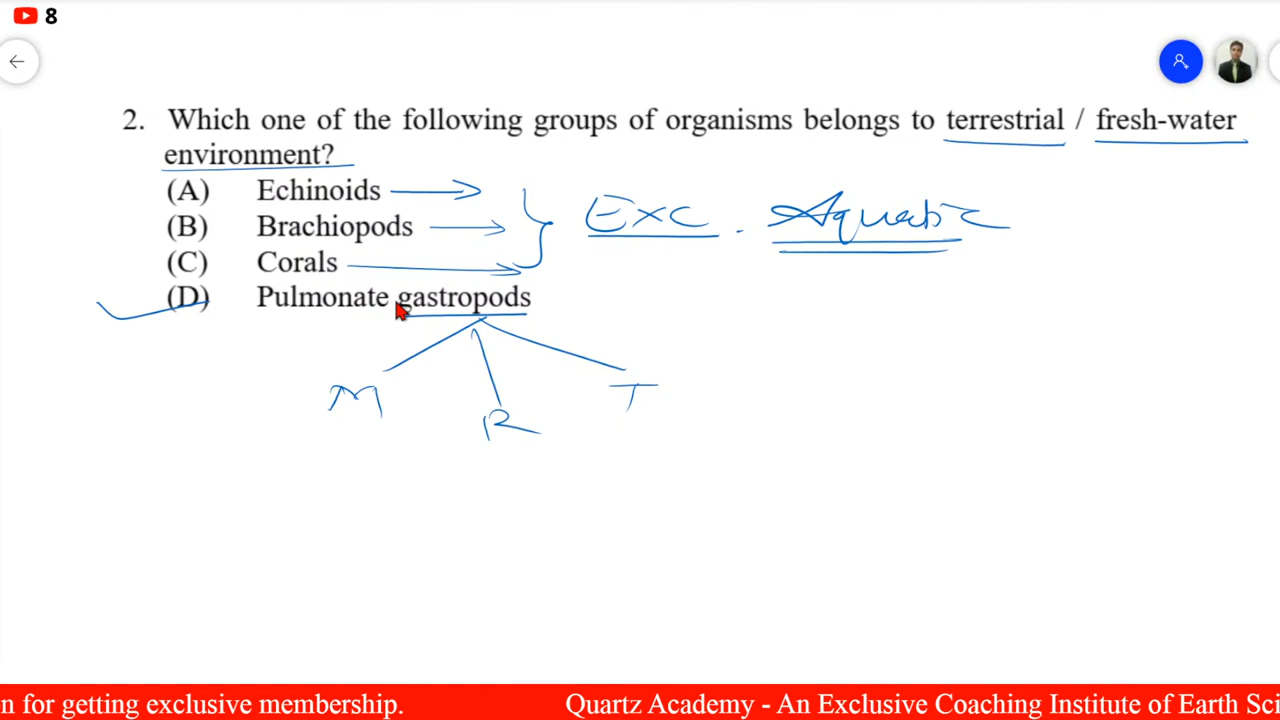 8
2. Which one of the following groups of organisms belongs to terrestrial / fresh-water
environment?
(A) Echinoids
(B) Brachiopods
(C) Corals
(D) Pulmonate gastropods
Exc. Aquatic
M
R
T
n for getting exclusive membership. Quartz Academy - An Exclusive Coaching Institute of Earth Sci